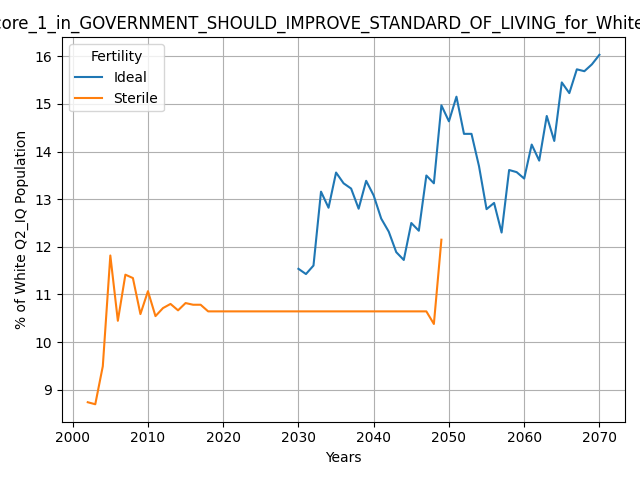 core_1_in_GOVERNMENT_SHOULD_IMPROVE_STANDARD_OF_LIVING_for_White
Fertility
Ideal
Sterile
% of White Q2_IQ Population
16
15
14
13
12
11
10
9
2000 2010 2020 2030 2040 2050 2060 2070
Years